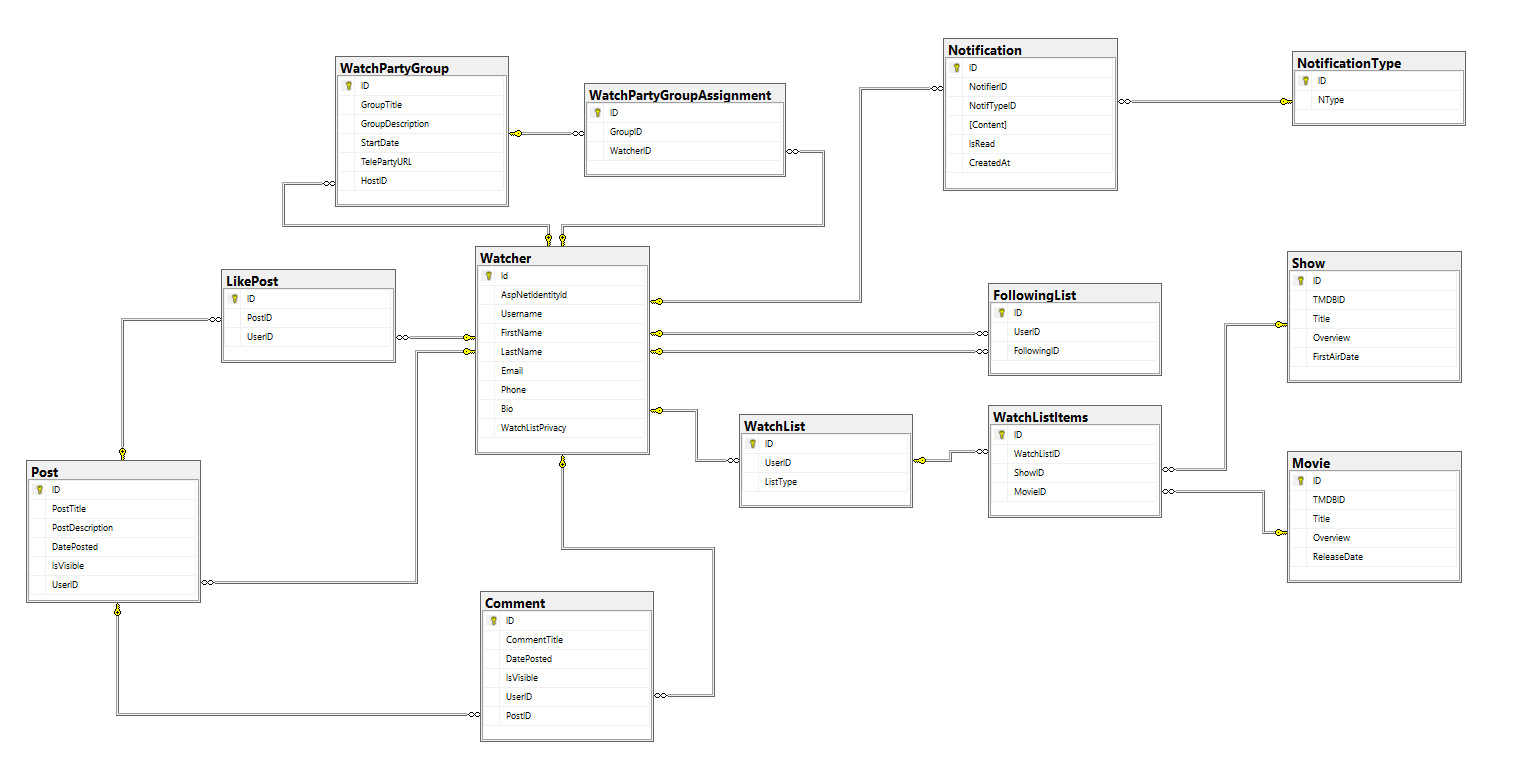 WatchPartyGroup
ID
GroupTitle
GroupDescription
StartDate
TelePartyURL
HostID
WatchPartyGroupAssignment
ID
GroupID
WatcherID
Notification
ID
NotifierID
NotifTypeID
[Content]
IsRead
CreatedAt
NotificationType
ID
NType
LikePost
ID
PostID
UserID
Watcher
Id
AspNetIdentityId
Username
FirstName
LastName
Email
Phone
Bio
WatchListPrivacy
FollowingList
ID
UserID
FollowingID
Show
ID
TMDBID
Title
Overview
FirstAirDate
WatchList
ID
UserID
ListType
WatchListItems
ID
WatchListID
ShowID
MovieID
Movie
ID
TMDBID
Title
Overview
ReleaseDate
Post
ID
PostTitle
PostDescription
DatePosted
IsVisible
UserID
Comment
ID
CommentTitle
DatePosted
IsVisible
UserID
PostID